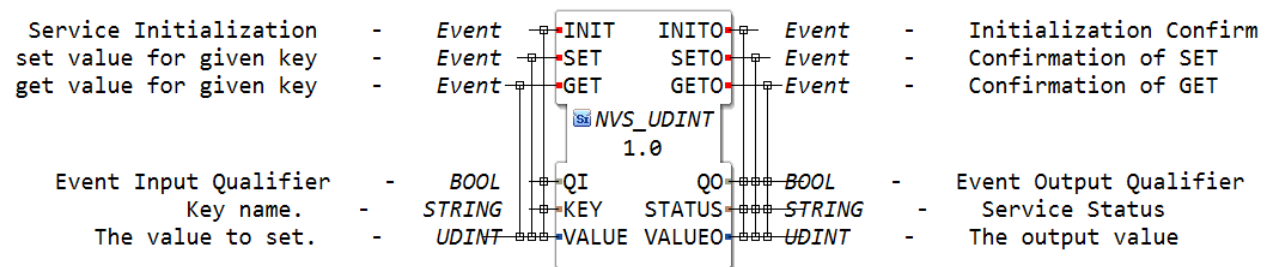 Service Initialization - Event INIT INITO Event - Initialization Confirm
set value for given key - Event SET SETO Event - Confirmation of SET
get value for given key - Event GET GETO Event - Confirmation of GET
Si NVS_UDINT
1.0
Event Input Qualifier - BOOL QI QO BOOL - Event Output Qualifier
Key name. - STRING KEY STATUS STRING - Service Status
The value to set. - UDINT VALUE VALUEO UDINT - The output value